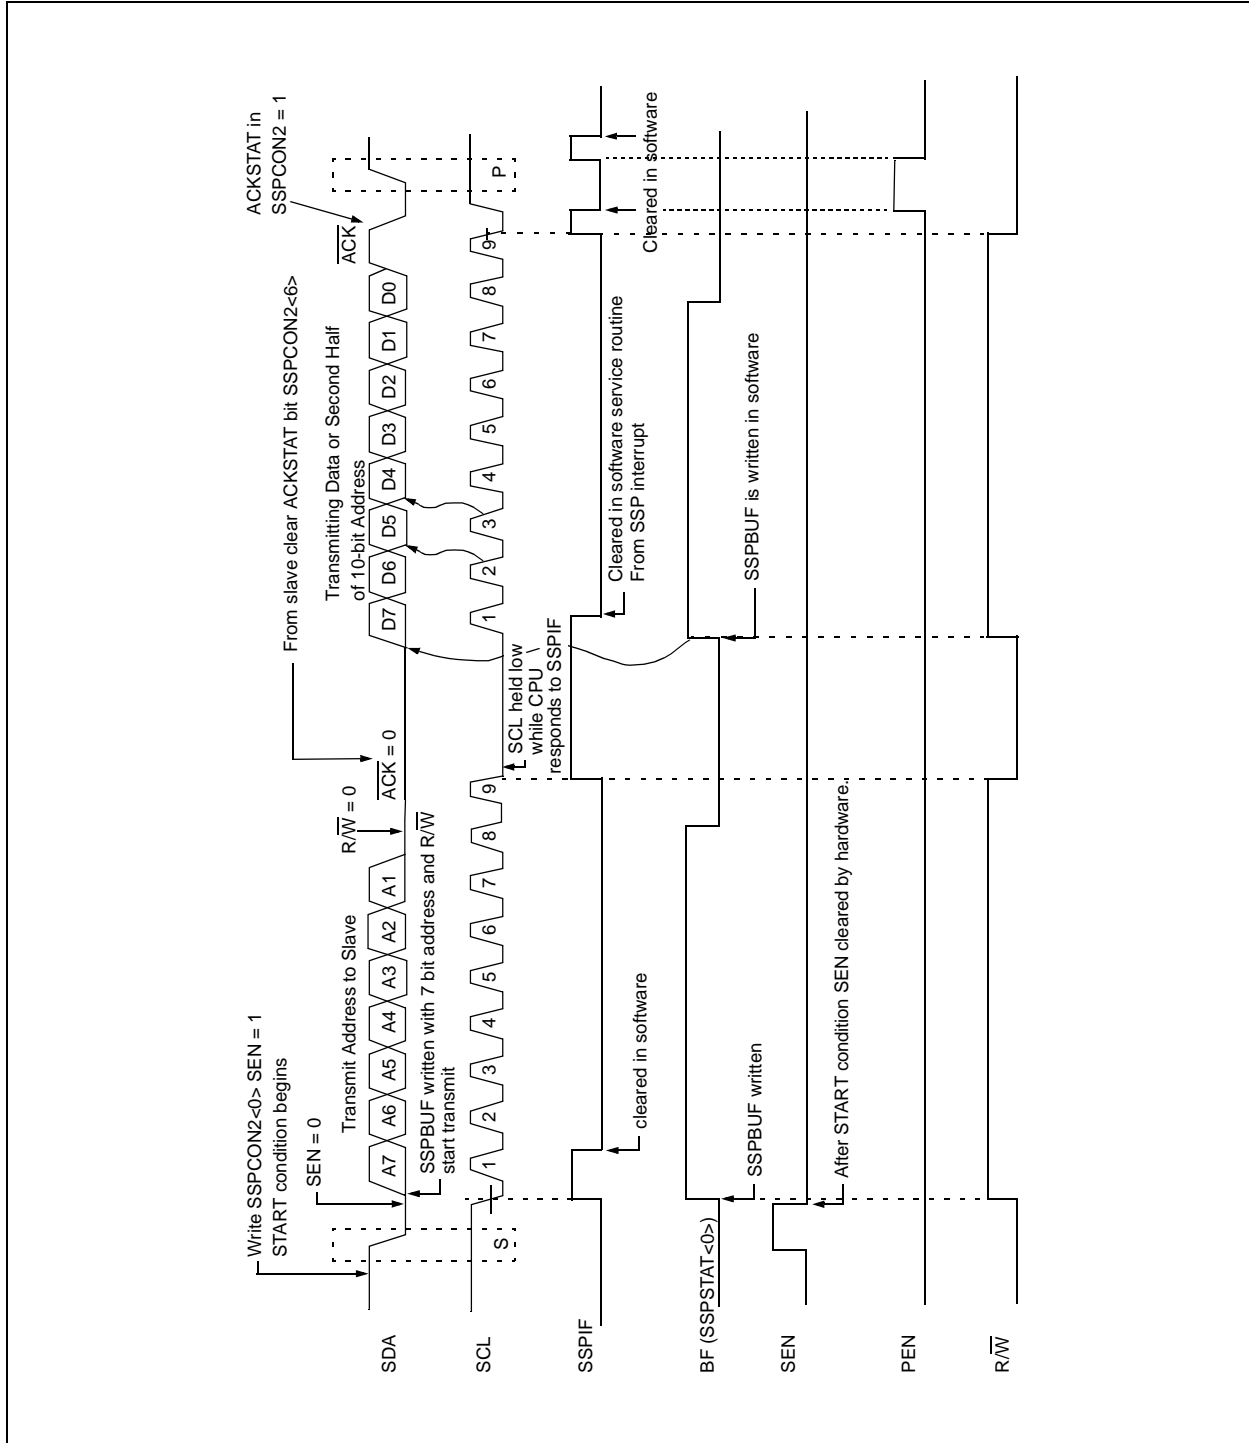 Write SSPCON2<0> SEN = 1
START condition begins
SEN = 0
Transmit Address to Slave
R/W = 0
From slave clear ACKSTAT bit SSPCON2<6>
ACK = 0
Transmitting Data or Second Half
of 10-bit Address
ACKSTAT in
SSPCON2 = 1
ACK
SDA
A7 A6 A5 A4 A3 A2 A1
D7 D6 D5 D4 D3 D2 D1 D0
SSPBUF written with 7 bit address and R/W
start transmit
SCL
S
1 2 3 4 5 6 7 8 9
1 2 3 4 5 6 7 8 9
P
SCL held low
while CPU
responds to SSPIF
SSPIF
cleared in software
Cleared in software service routine
From SSP interrupt
Cleared in software
Cleared in software
BF (SSPSTAT<0>)
SSPBUF written
SSPBUF is written in software
SEN
After START condition SEN cleared by hardware.
PEN
R/W